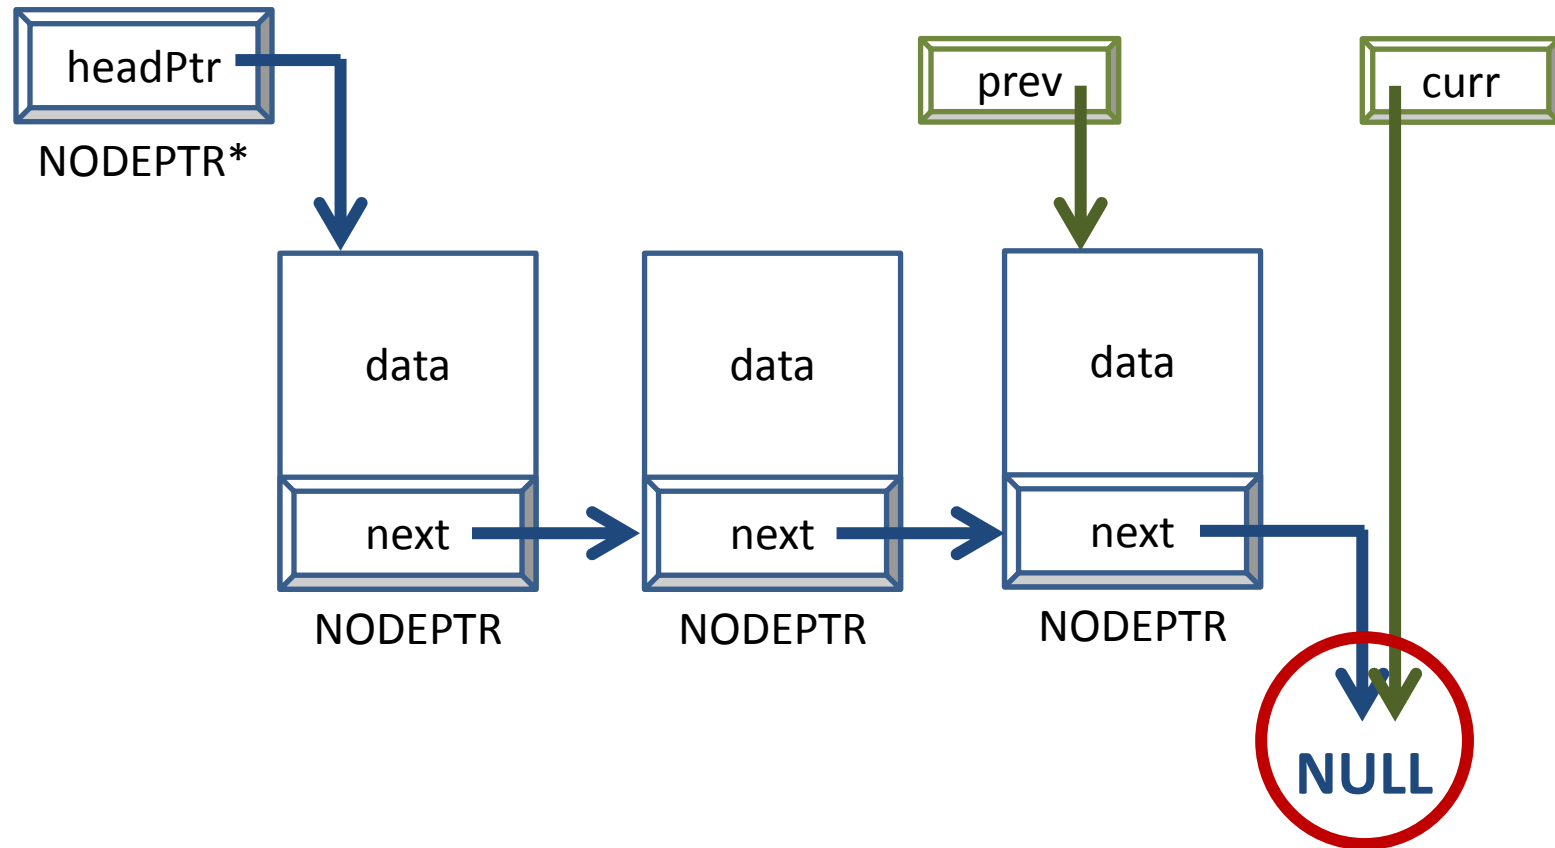 headPtr
prev
curr
NODEPTR*
data
data
data
next
next
next
NODEPTR
NODEPTR
NODEPTR
NULL